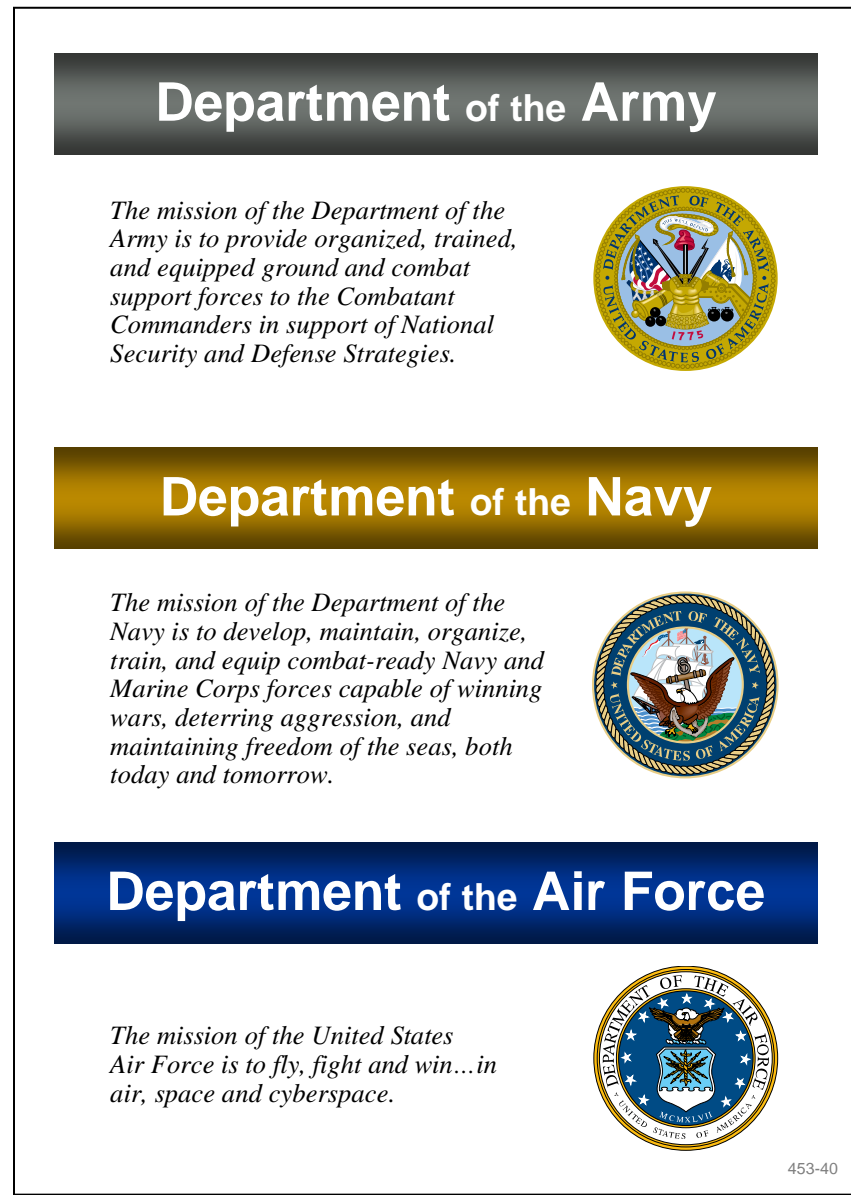 Department of the Army
The mission of the Department of the
Army is to provide organized, trained,
and equipped ground and combat
support forces to the Combatant
Commanders in support of National
Security and Defense Strategies.
DEPARTMENT OF THE ARMY
THIS WE'LL DEFEND
1775
UNITED STATES OF AMERICA
Department of the Navy
The mission of the Department of the
Navy is to develop, maintain, organize,
train, and equip combat-ready Navy and
Marine Corps forces capable of winning
wars, deterring aggression, and
maintaining freedom of the seas, both
today and tomorrow.
DEPARTMENT OF THE NAVY
UNITED STATES OF AMERICA
Department of the Air Force
The mission of the United States
Air Force is to fly, fight and win…in
air, space and cyberspace.
DEPARTMENT OF THE AIR FORCE
MCMXLVII
UNITED STATES OF AMERICA
453-40